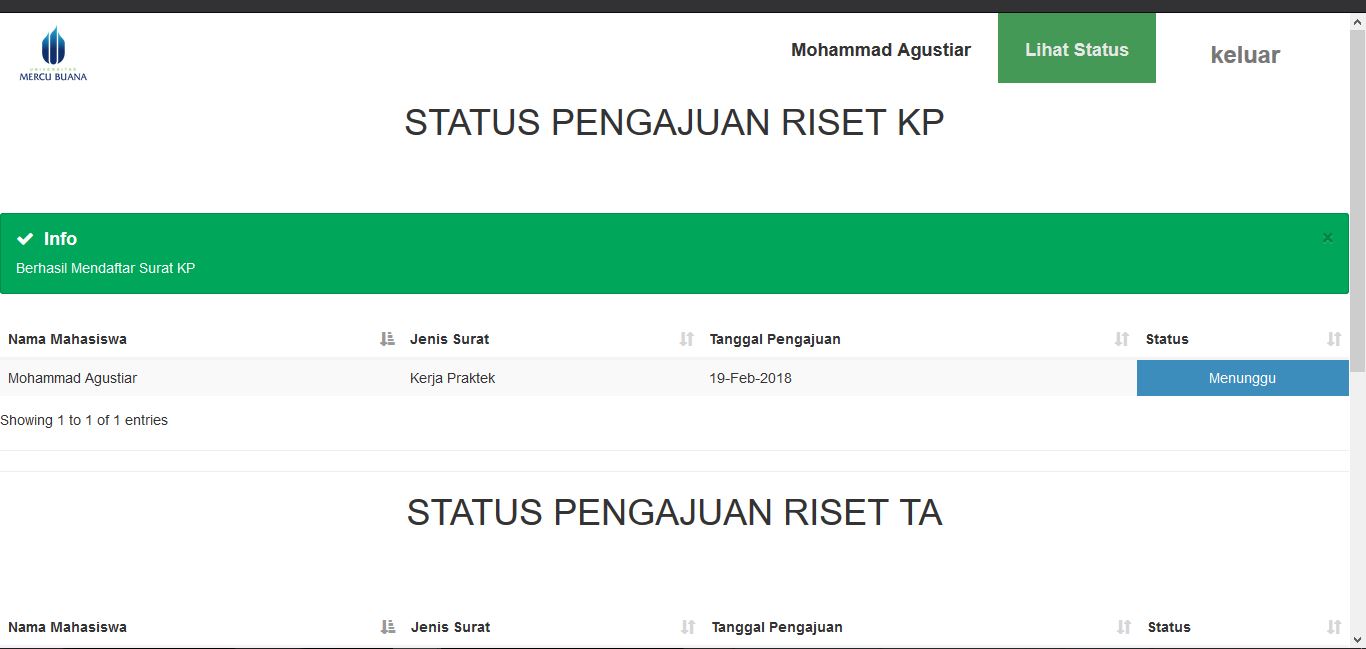 UNIVERSITAS
MERCU BUANA
Mohammad Agustiar
Lihat Status
keluar
STATUS PENGAJUAN RISET KP
Info
×
Berhasil Mendaftar Surat KP
Nama Mahasiswa Jenis Surat Tanggal Pengajuan Status
Mohammad Agustiar Kerja Praktek 19-Feb-2018 Menunggu
Showing 1 to 1 of 1 entries
STATUS PENGAJUAN RISET TA
Nama Mahasiswa Jenis Surat Tanggal Pengajuan Status